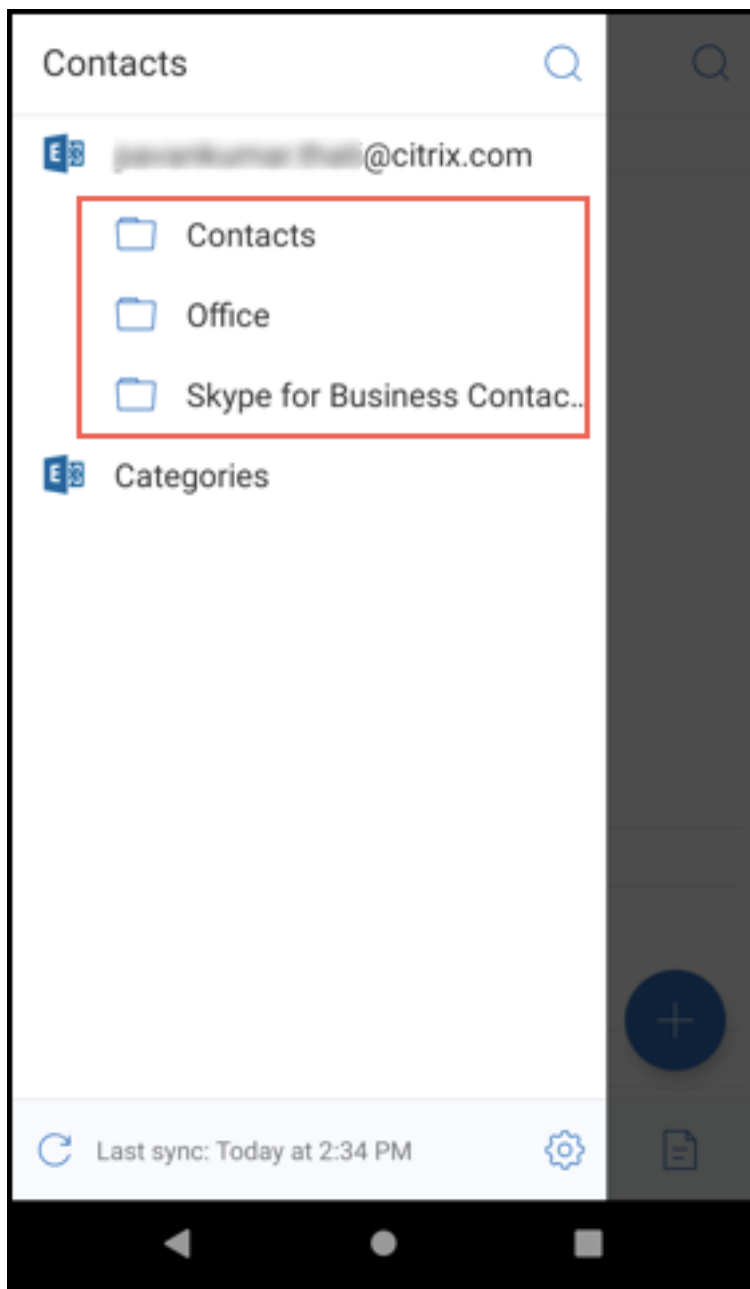 Contacts
@citrix.com
Contacts
Office
Skype for Business Contac..
Categories
Last sync: Today at 2:34 PM